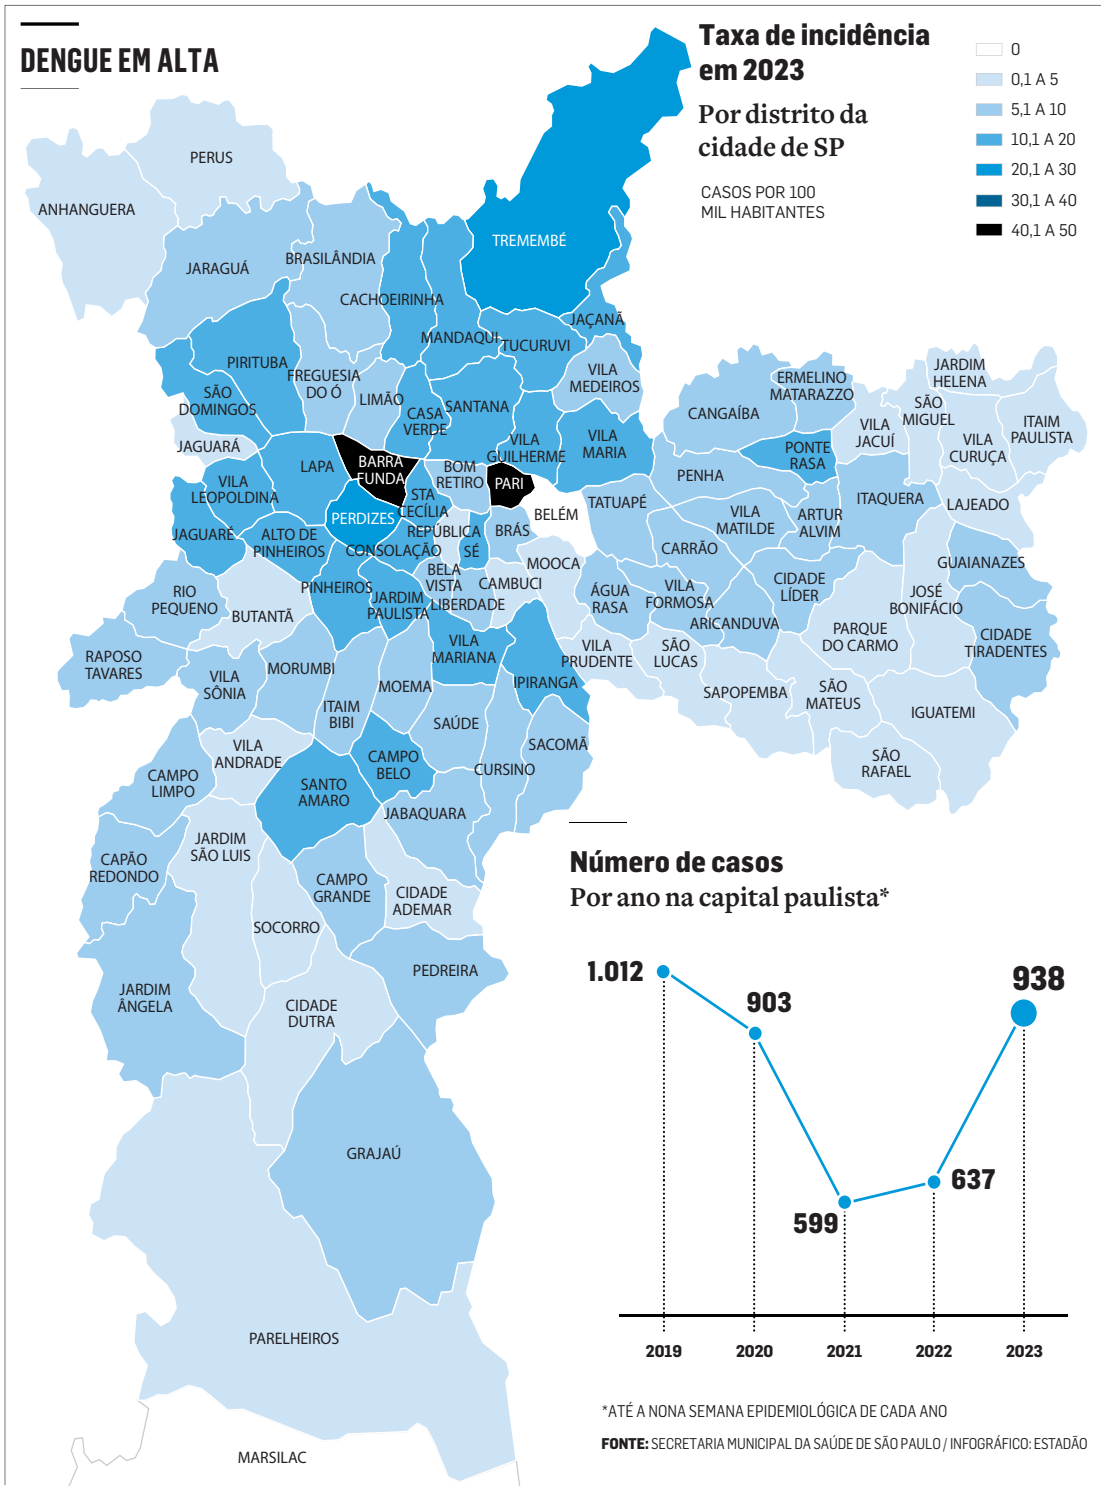 DENGUE EM ALTA
Taxa de incidência
em 2023
Por distrito da
cidade de SP
CASOS POR 100
MIL HABITANTES
0
0,1 A 5
5,1 A 10
10,1 A 20
20,1 A 30
30,1 A 40
40,1 A 50
PERUS
ANHANGUERA
JARAGUÁ
BRASILÂNDIA
CACHOEIRINHA
TREMEMBÉ
MANDAQUI
TUCURUVI
JAÇANÃ
PIRITUBA
FREGUESIA
DO Ó
LIMÃO
VILA
MEDEIROS
SÃO
DOMINGOS
CASA
VERDE
SANTANA
JAGUARÁ
VILA
GUILHERME
VILA
MARIA
LAPA
BARRA
FUNDA
BOM
RETIRO
PARI
VILA
LEOPOLDINA
STA
CECÍLIA
BELÉM
PERDIZES
JAGUARÉ
ALTO DE
PINHEIROS
CONSOLAÇÃO
REPÚBLICA
SÉ
BRÁS
MOOCA
BELA
VISTA
CAMBUCI
RIO
PEQUENO
PINHEIROS
JARDIM
PAULISTA
LIBERDADE
BUTANTÃ
RAPOSO
TAVARES
VILA
SÔNIA
MORUMBI
VILA
MARIANA
IPIRANGA
VILA
PRUDENTE
ITAIM
BIBI
MOEMA
SAÚDE
SACOMÃ
CURSINO
VILA
ANDRADE
CAMPO
BELO
CAMPO
LIMPO
SANTO
AMARO
JABAQUARA
CAPÃO
REDONDO
JARDIM
SÃO LUIS
CAMPO
GRANDE
CIDADE
ADEMAR
SOCORRO
PEDREIRA
JARDIM
ÂNGELA
CIDADE
DUTRA
GRAJAÚ
PARELHEIROS
MARSILAC
CANGAÍBA
ERMELINO
MATARAZZO
JARDIM
HELENA
SÃO
MIGUEL
VILA
JACUÍ
ITAIM
PAULISTA
VILA
CURUÇA
PONTE
RASA
PENHA
ITAQUERA
LAJEADO
TATUAPÉ
VILA
MATILDE
ARTUR
ALVIM
CARRÃO
GUAIANAZES
CIDADE
LÍDER
ÁGUA
RASA
VILA
FORMOSA
JOSÉ
BONIFÁCIO
ARICANDUVA
PARQUE
DO CARMO
CIDADE
TIRADENTES
SÃO
LUCAS
SAPOPEMBA
SÃO
MATEUS
IGUATEMI
SÃO
RAFAEL
Número de casos
Por ano na capital paulista*
1.012
903
599
637
938
2019
2020
2021
2022
2023
*ATÉ A NONA SEMANA EPIDEMIOLÓGICA DE CADA ANO
FONTE: SECRETARIA MUNICIPAL DA SAÚDE DE SÃO PAULO / INFOGRÁFICO: ESTADÃO